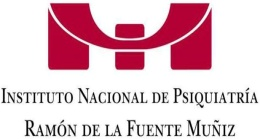 Instituto Nacional de Psiquiatría
Ramón de la Fuente Muñiz